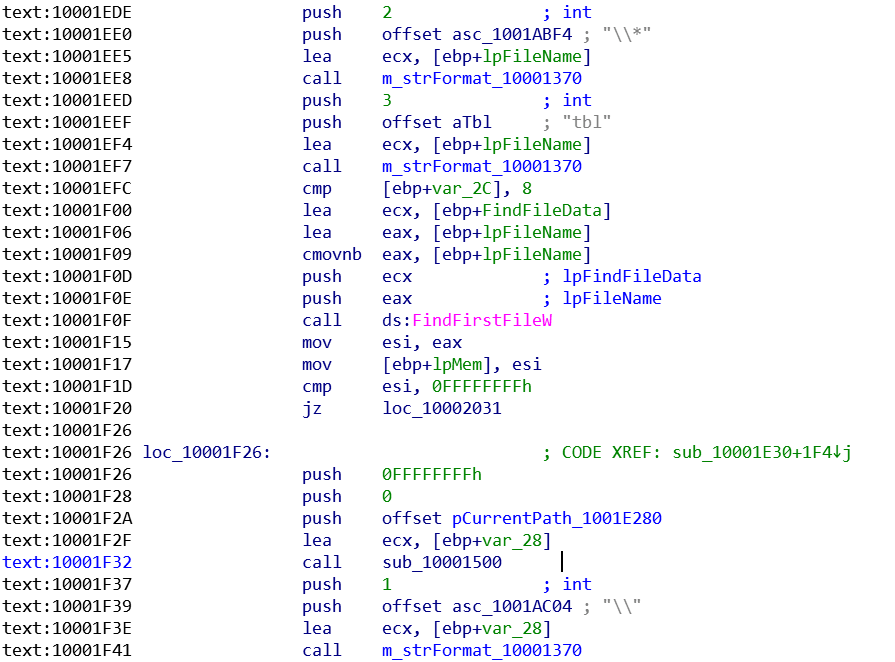 text:10001EDE push 2 ; int
text:10001EE0 push offset asc_1001ABF4 ; "\\*"
text:10001EE5 lea ecx, [ebp+lpFileName]
text:10001EE8 call m_strFormat_10001370
text:10001EED push 3 ; int
text:10001EEF push offset aTbl ; "tbl"
text:10001EF4 lea ecx, [ebp+lpFileName]
text:10001EF7 call m_strFormat_10001370
text:10001EFC cmp [ebp+var_2C], 8
text:10001F00 lea ecx, [ebp+FindFileData]
text:10001F06 lea eax, [ebp+lpFileName]
text:10001F09 cmovnb eax, [ebp+lpFileName]
text:10001F0D push ecx ; lpFindFileData
text:10001F0E push eax ; lpFileName
text:10001F0F call ds:FindFirstFileW
text:10001F15 mov esi, eax
text:10001F17 mov [ebp+lpMem], esi
text:10001F1D cmp esi, 0FFFFFFFFh
text:10001F20 jz loc_10002031
text:10001F26
text:10001F26 loc_10001F26: ; CODE XREF: sub_10001E30+1F4↓j
text:10001F26 push 0FFFFFFFFh
text:10001F28 push 0
text:10001F2A push offset pCurrentPath_1001E280
text:10001F2F lea ecx, [ebp+var_28]
text:10001F32 call sub_10001500
text:10001F37 push 1 ; int
text:10001F39 push offset asc_1001AC04 ; "\\"
text:10001F3E lea ecx, [ebp+var_28]
text:10001F41 call m_strFormat_10001370